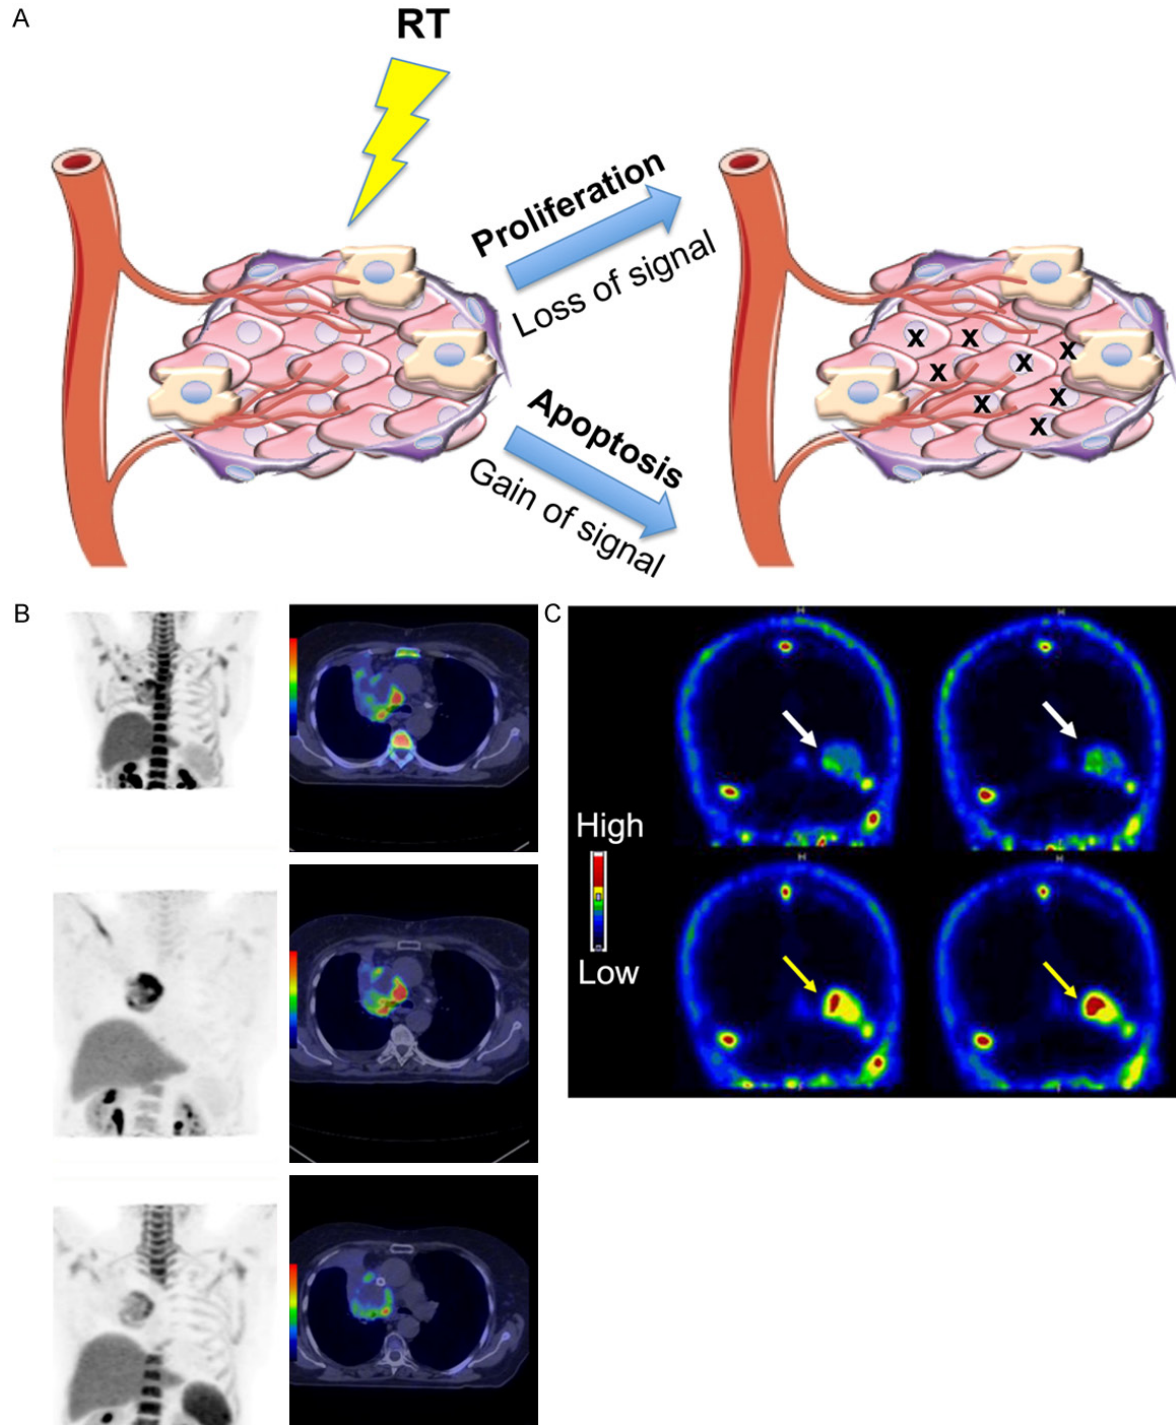 A
RT
Proliferation
Loss of signal
Apoptosis
Gain of signal
x x x x x x x x
B
C
H
H
High
Low
H
H